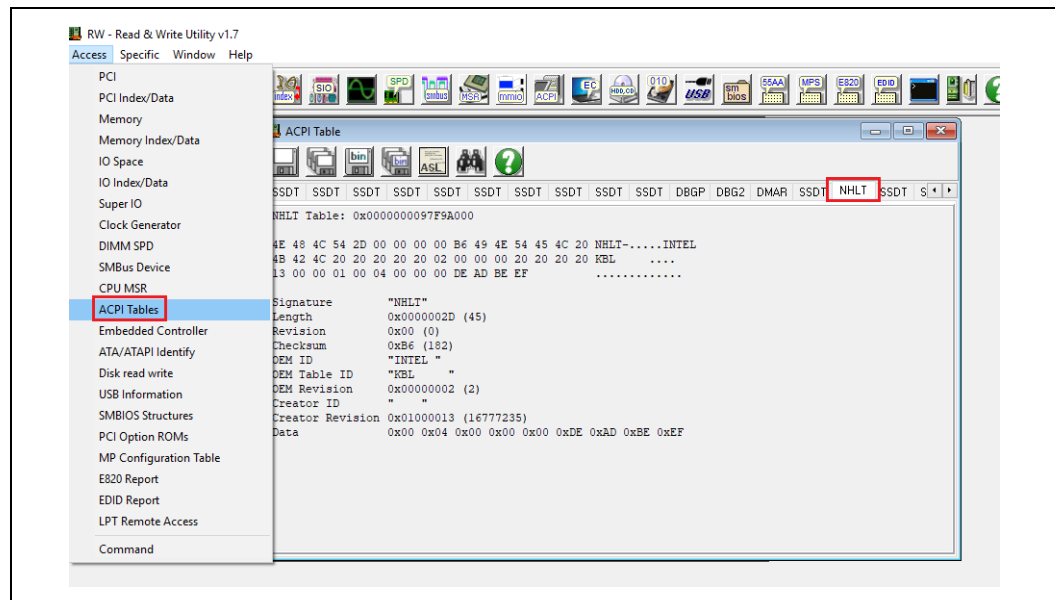 RW - Read & Write Utility v1.7
Access Specific Window Help
PCI
PCI Index/Data
Memory
Memory Index/Data
IO Space
IO Index/Data
Super IO
Clock Generator
DIMM SPD
SMBus Device
CPU MSR
ACPI Tables
Embedded Controller
ATA/ATAPI Identify
Disk read write
USB Information
SMBIOS Structures
PCI Option ROMs
MP Configuration Table
E820 Report
EDID Report
LPT Remote Access
Command
index SIO SPD Smbus MSR mmio ACPI EC HDD,CD 010 USB sm bios 55AA MPS E820 EDID
ACPI Table
bin bin ASL
SSDT SSDT SSDT SSDT SSDT SSDT SSDT SSDT SSDT SSDT DBGP DBG2 DMAR SSDT NHLT SSDT S
NHLT Table: 0x0000000097F9A000
4E 48 4C 54 2D 00 00 00 00 B6 49 4E 54 45 4C 20 NHLT-.....INTEL
4B 42 4C 20 20 20 20 20 02 00 00 00 20 20 20 20 KBL ....
13 00 00 01 00 04 00 00 00 DE AD BE EF .............
Signature "NHLT"
Length 0x0000002D (45)
Revision 0x00 (0)
Checksum 0xB6 (182)
OEM ID "INTEL "
OEM Table ID "KBL "
OEM Revision 0x00000002 (2)
Creator ID " "
Creator Revision 0x01000013 (16777235)
Data 0x00 0x04 0x00 0x00 0x00 0xDE 0xAD 0xBE 0xEF